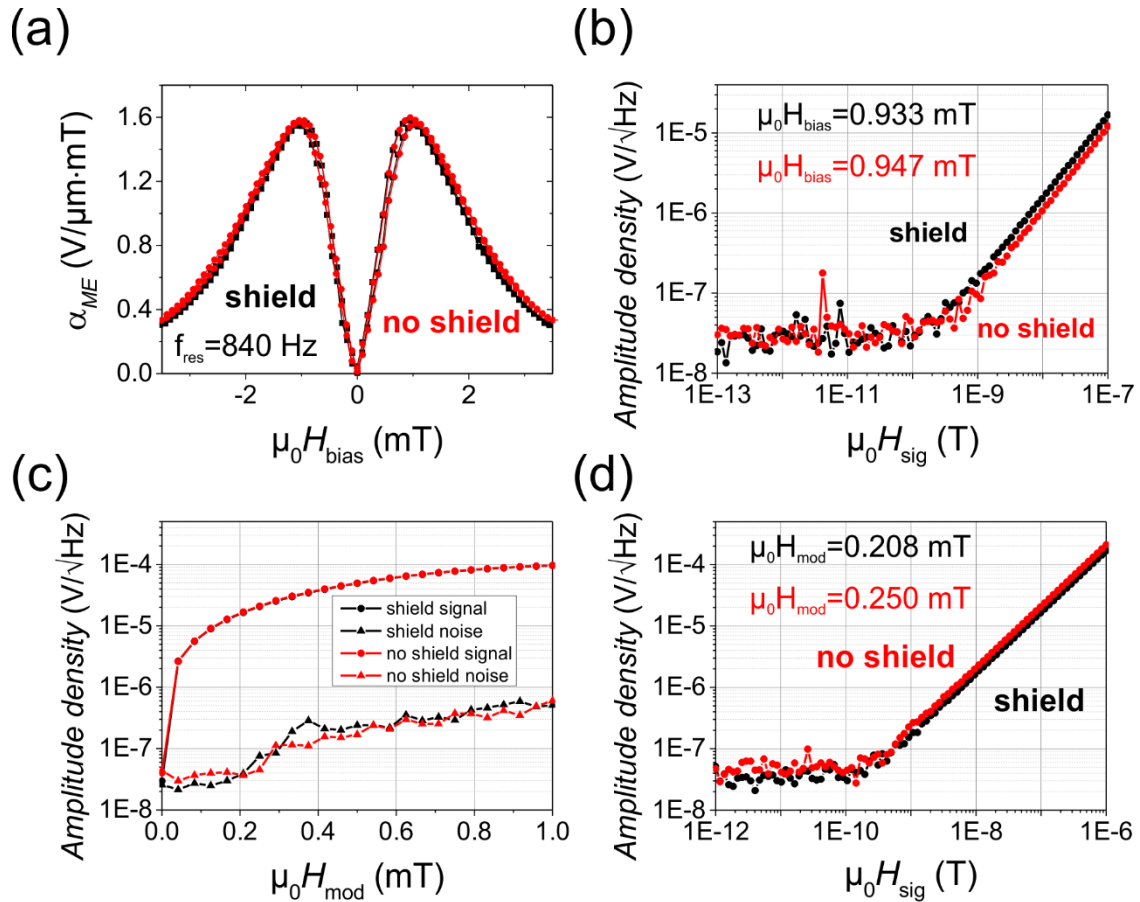 (a)
α_ME (V/μm·mT)
1.6
1.2
0.8
0.4
0.0
shield
no shield
f_res=840 Hz
-2
0
2
μ₀H_bias (mT)
(b)
Amplitude density (V/√Hz)
1E-5
1E-6
1E-7
1E-8
μ₀H_bias=0.933 mT
μ₀H_bias=0.947 mT
shield
no shield
1E-13
1E-11
1E-9
1E-7
μ₀H_sig (T)
(c)
Amplitude density (V/√Hz)
1E-4
1E-5
1E-6
1E-7
1E-8
shield signal
shield noise
no shield signal
no shield noise
0.0
0.2
0.4
0.6
0.8
1.0
μ₀H_mod (mT)
(d)
Amplitude density (V/√Hz)
1E-4
1E-5
1E-6
1E-7
1E-8
μ₀H_mod=0.208 mT
μ₀H_mod=0.250 mT
no shield
shield
1E-12
1E-10
1E-8
1E-6
μ₀H_sig (T)